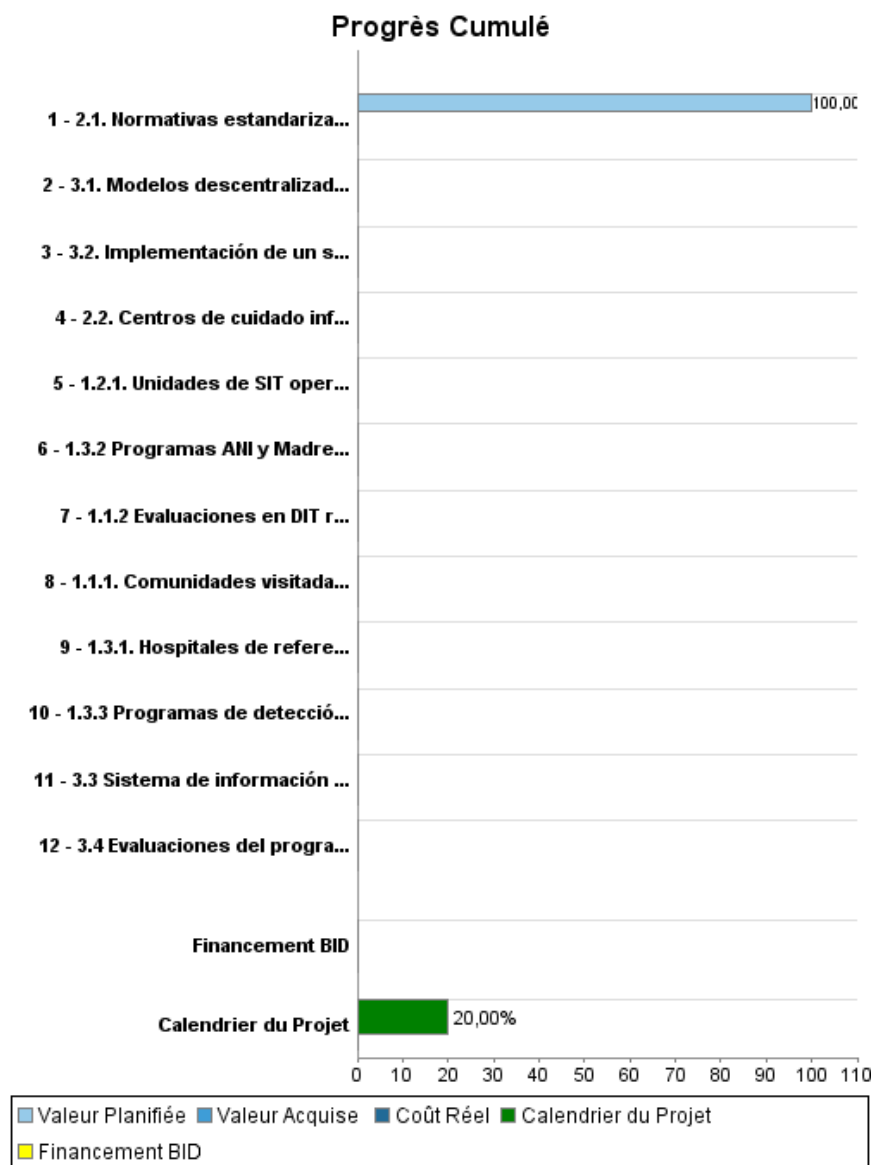 Progrès Cumulé
100,00
1 - 2.1. Normativas estandariza...
2 - 3.1. Modelos descentralizad...
3 - 3.2. Implementación de un s...
4 - 2.2. Centros de cuidado inf...
5 - 1.2.1. Unidades de SIT oper...
6 - 1.3.2 Programas ANI y Madre...
7 - 1.1.2 Evaluaciones en DIT r...
8 - 1.1.1. Comunidades visitada...
9 - 1.3.1. Hospitales de refere...
10 - 1.3.3 Programas de detecció...
11 - 3.3 Sistema de información ...
12 - 3.4 Evaluaciones del progra...
Financement BID
Calendrier du Projet 20,00%
0 10 20 30 40 50 60 70 80 90 100 110
Valeur Planifiée Valeur Acquise Coût Réel Calendrier du Projet
Financement BID